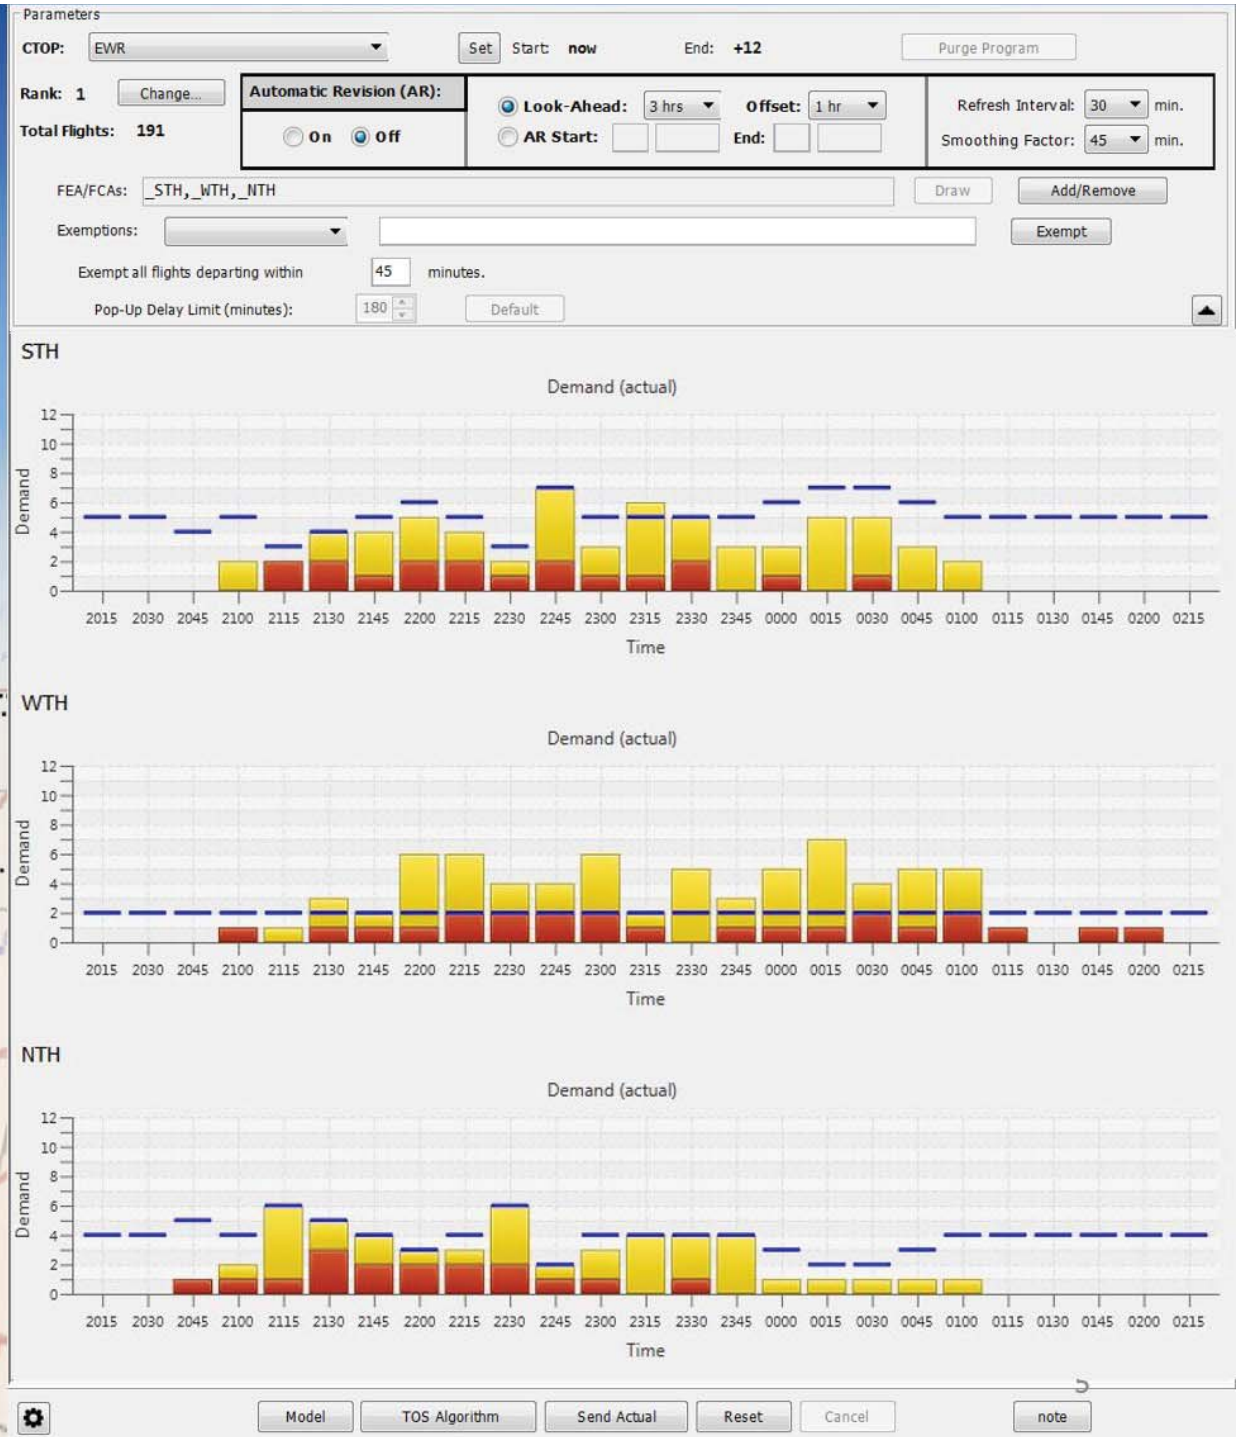 Parameters
CTOP: EWR Set Start: now End: +12 Purge Program
Rank: 1 Change... Automatic Revision (AR): Look-Ahead: 3 hrs Offset: 1 hr Refresh Interval: 30 min.
Total Flights: 191 On Off AR Start: End: Smoothing Factor: 45 min.
FEA/FCAs: _STH,_WTH,_NTH Draw Add/Remove
Exemptions: Exempt
Exempt all flights departing within 45 minutes.
Pop-Up Delay Limit (minutes): 180 Default
STH
Demand (actual)
12
10
8
6
4
2
0
Demand
2015 2030 2045 2100 2115 2130 2145 2200 2215 2230 2245 2300 2315 2330 2345 0000 0015 0030 0045 0100 0115 0130 0145 0200 0215
Time
WTH
Demand (actual)
12
10
8
6
4
2
0
Demand
2015 2030 2045 2100 2115 2130 2145 2200 2215 2230 2245 2300 2315 2330 2345 0000 0015 0030 0045 0100 0115 0130 0145 0200 0215
Time
NTH
Demand (actual)
12
10
8
6
4
2
0
Demand
2015 2030 2045 2100 2115 2130 2145 2200 2215 2230 2245 2300 2315 2330 2345 0000 0015 0030 0045 0100 0115 0130 0145 0200 0215
Time
Model TOS Algorithm Send Actual Reset Cancel note